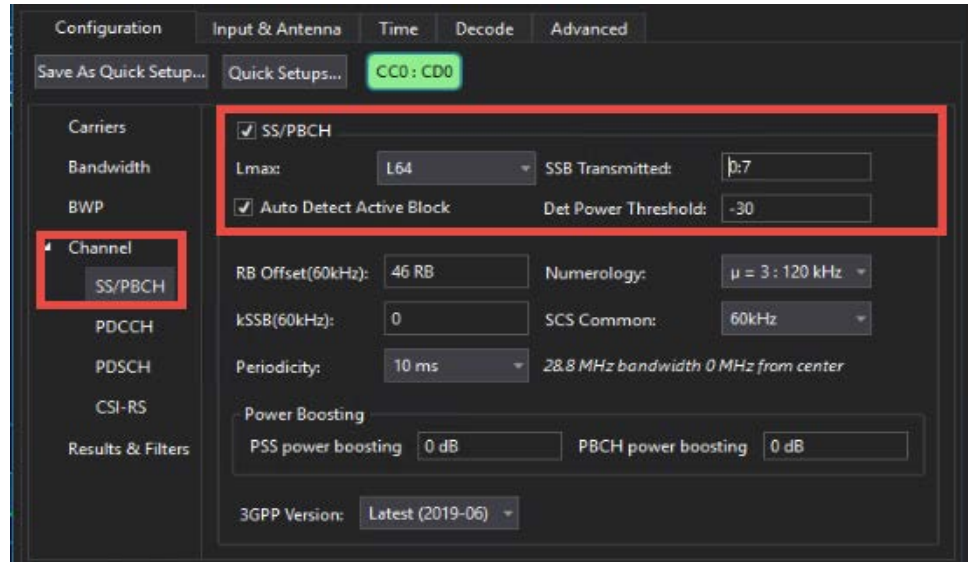 Configuration Input & Antenna Time Decode Advanced
Save As Quick Setup... Quick Setups... CC0 : CD0
Carriers
Bandwidth
BWP
Channel
SS/PBCH
PDCCH
PDSCH
CSI-RS
Results & Filters
SS/PBCH
Lmax: L64 SSB Transmitted: 0:7
Auto Detect Active Block Det Power Threshold: -30
RB Offset(60kHz): 46 RB Numerology: μ = 3 : 120 kHz
kSSB(60kHz): 0 SCS Common: 60kHz
Periodicity: 10 ms 28.8 MHz bandwidth 0 MHz from center
Power Boosting
PSS power boosting 0 dB PBCH power boosting 0 dB
3GPP Version: Latest (2019-06)